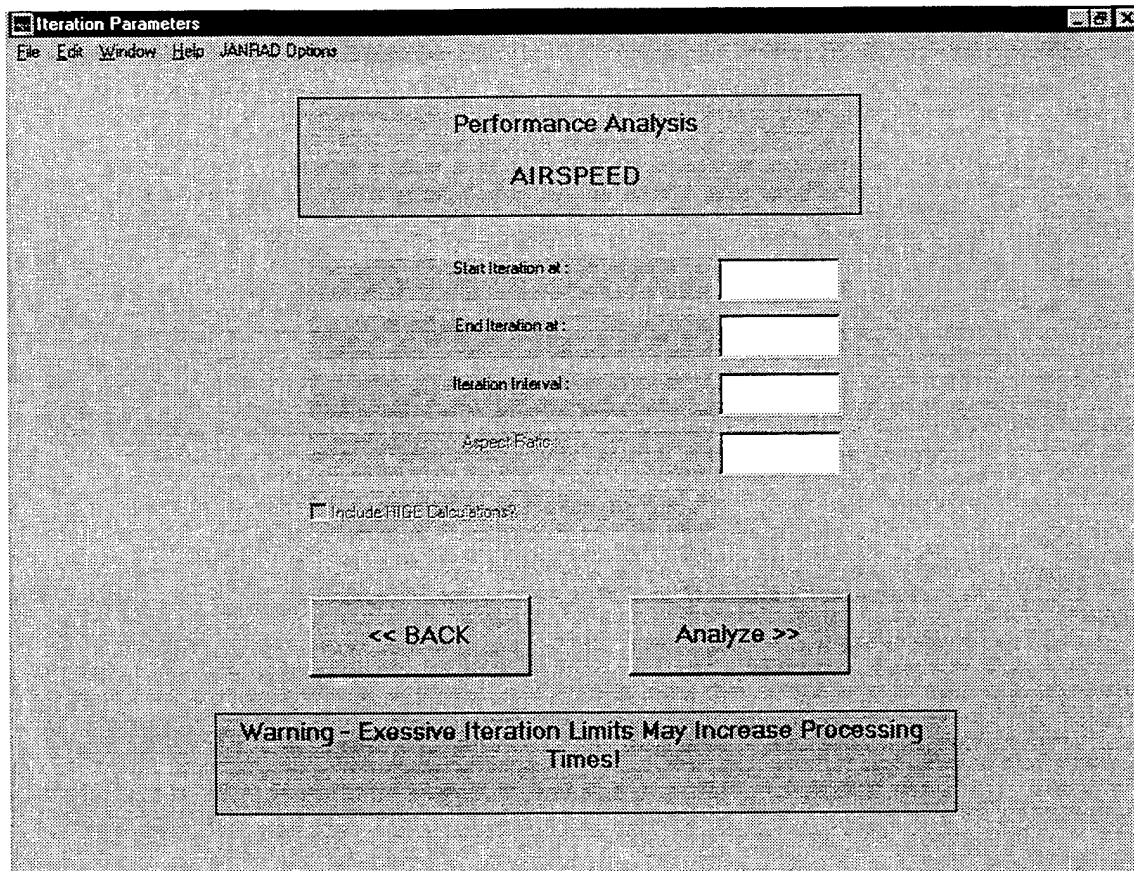 Iteration Parameters
File Edit Window Help JANRAD Options
Performance Analysis
AIRSPEED
Start Iteration at :
End Iteration at :
Iteration Interval :
Aspect Ratio
Include HIGE Calculations?
<< BACK
Analyze >>
Warning - Exessive Iteration Limits May Increase Processing
Times!